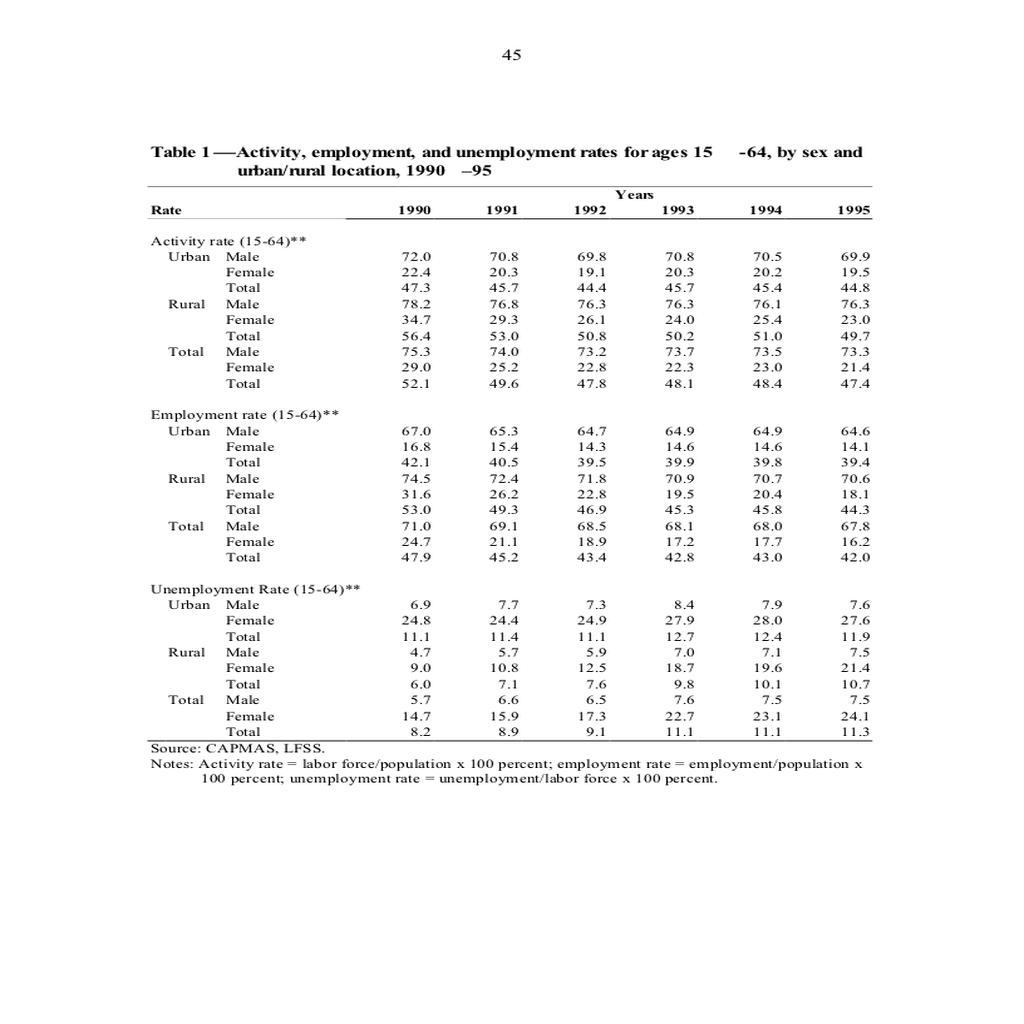 45
Table 1—Activity, employment, and unemployment rates for ages 15 -64, by sex and
urban/rural location, 1990 –95
Years
Rate 1990 1991 1992 1993 1994 1995
Activity rate (15-64)**
Urban Male 72.0 70.8 69.8 70.8 70.5 69.9
Female 22.4 20.3 19.1 20.3 20.2 19.5
Total 47.3 45.7 44.4 45.7 45.4 44.8
Rural Male 78.2 76.8 76.3 76.3 76.1 76.3
Female 34.7 29.3 26.1 24.0 25.4 23.0
Total 56.4 53.0 50.8 50.2 51.0 49.7
Total Male 75.3 74.0 73.2 73.7 73.5 73.3
Female 29.0 25.2 22.8 22.3 23.0 21.4
Total 52.1 49.6 47.8 48.1 48.4 47.4
Employment rate (15-64)**
Urban Male 67.0 65.3 64.7 64.9 64.9 64.6
Female 16.8 15.4 14.3 14.6 14.6 14.1
Total 42.1 40.5 39.5 39.9 39.8 39.4
Rural Male 74.5 72.4 71.8 70.9 70.7 70.6
Female 31.6 26.2 22.8 19.5 20.4 18.1
Total 53.0 49.3 46.9 45.3 45.8 44.3
Total Male 71.0 69.1 68.5 68.1 68.0 67.8
Female 24.7 21.1 18.9 17.2 17.7 16.2
Total 47.9 45.2 43.4 42.8 43.0 42.0
Unemployment Rate (15-64)**
Urban Male 6.9 7.7 7.3 8.4 7.9 7.6
Female 24.8 24.4 24.9 27.9 28.0 27.6
Total 11.1 11.4 11.1 12.7 12.4 11.9
Rural Male 4.7 5.7 5.9 7.0 7.1 7.5
Female 9.0 10.8 12.5 18.7 19.6 21.4
Total 6.0 7.1 7.6 9.8 10.1 10.7
Total Male 5.7 6.6 6.5 7.6 7.5 7.5
Female 14.7 15.9 17.3 22.7 23.1 24.1
Total 8.2 8.9 9.1 11.1 11.1 11.3
Source: CAPMAS, LFSS.
Notes: Activity rate = labor force/population x 100 percent; employment rate = employment/population x
100 percent; unemployment rate = unemployment/labor force x 100 percent.